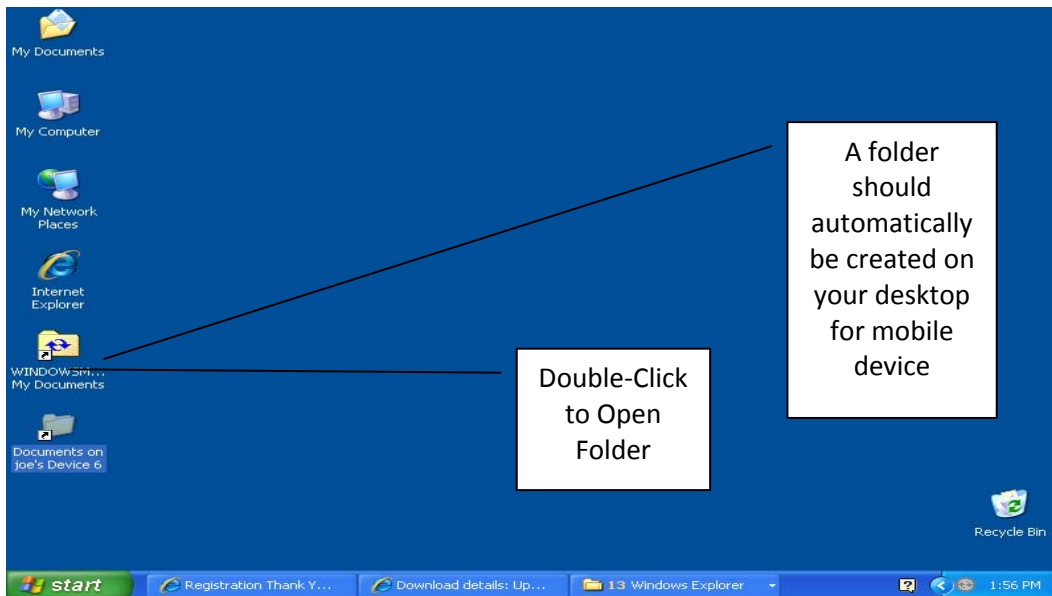 My Documents
My Computer
My Network
Places
Internet
Explorer
WINDOWSM...
My Documents
Documents on
joe's Device 6
A folder
should
automatically
be created on
your desktop
for mobile
device
Double-Click
to Open
Folder
Recycle Bin
start
Registration Thank Y...
Download details: Up...
13 Windows Explorer
1:56 PM